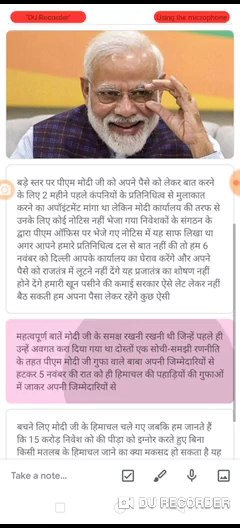 "DU Recorder"
Using the microphone
बड़े स्तर पर पीएम मोदी जी को अपने पैसे को लेकर बात करने
के लिए 2 महीने पहले कंपनियों के प्रतिनिधित्व से मुलाकात
करने का अपॉइंटमेंट मांगा था लेकिन मोदी कार्यालय की तरफ से
उनके लिए कोई नोटिस नहीं भेजा गया निवेशकों के संगठन के
द्वारा पीएम ऑफिस पर भेजे गए नोटिस में यह साफ लिखा था
अगर आपने हमारे प्रतिनिधित्व दल से बात नहीं की तो हम 6
नवंबर को दिल्ली आपके कार्यालय का घेराव करेंगे और अपने
पैसे को राजतंत्र में लूटने नहीं देंगे यह प्रजातंत्र का शोषण नहीं
होने देंगे हमारी खून पसीने की कमाई सरकार ऐसे लेट लेकर नहीं
बैठ सकती हम अपना पैसा लेकर रहेंगे कुछ ऐसी
महत्वपूर्ण बातें मोदी जी के समक्ष रखनी रखनी थी जिन्हें पहले ही
उन्हें अवगत करा दिया गया था दोस्तों एक सोची-समझी रणनीति
के तहत पीएम मोदी जी गुफा वाले बाबा अपनी जिम्मेदारियों से
हटकर 5 नवंबर की रात को ही हिमाचल की पहाड़ियों की गुफाओं
में जाकर अपनी जिम्मेदारियों से
बचने लिए मोदी जी के हिमाचल चले गए जबकि हम जानते हैं
कि 15 करोड़ निवेश को की पीड़ा को इग्नोर करते हुए बिना
किसी मतलब के हिमाचल जाने का क्या मकसद हो सकता है यह
Take a note...
DU RECORDER